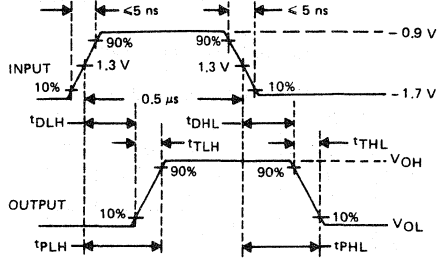 ≤5 ns ≤ 5 ns
90% 90% -0.9 V
INPUT 1.3 V 1.3 V
10% 10% -1.7 V
0.5 μs
tDLH tDHL
tTLH tTHL
VOH
90% 90%
OUTPUT 10% 10%
VOL
tPLH tPHL